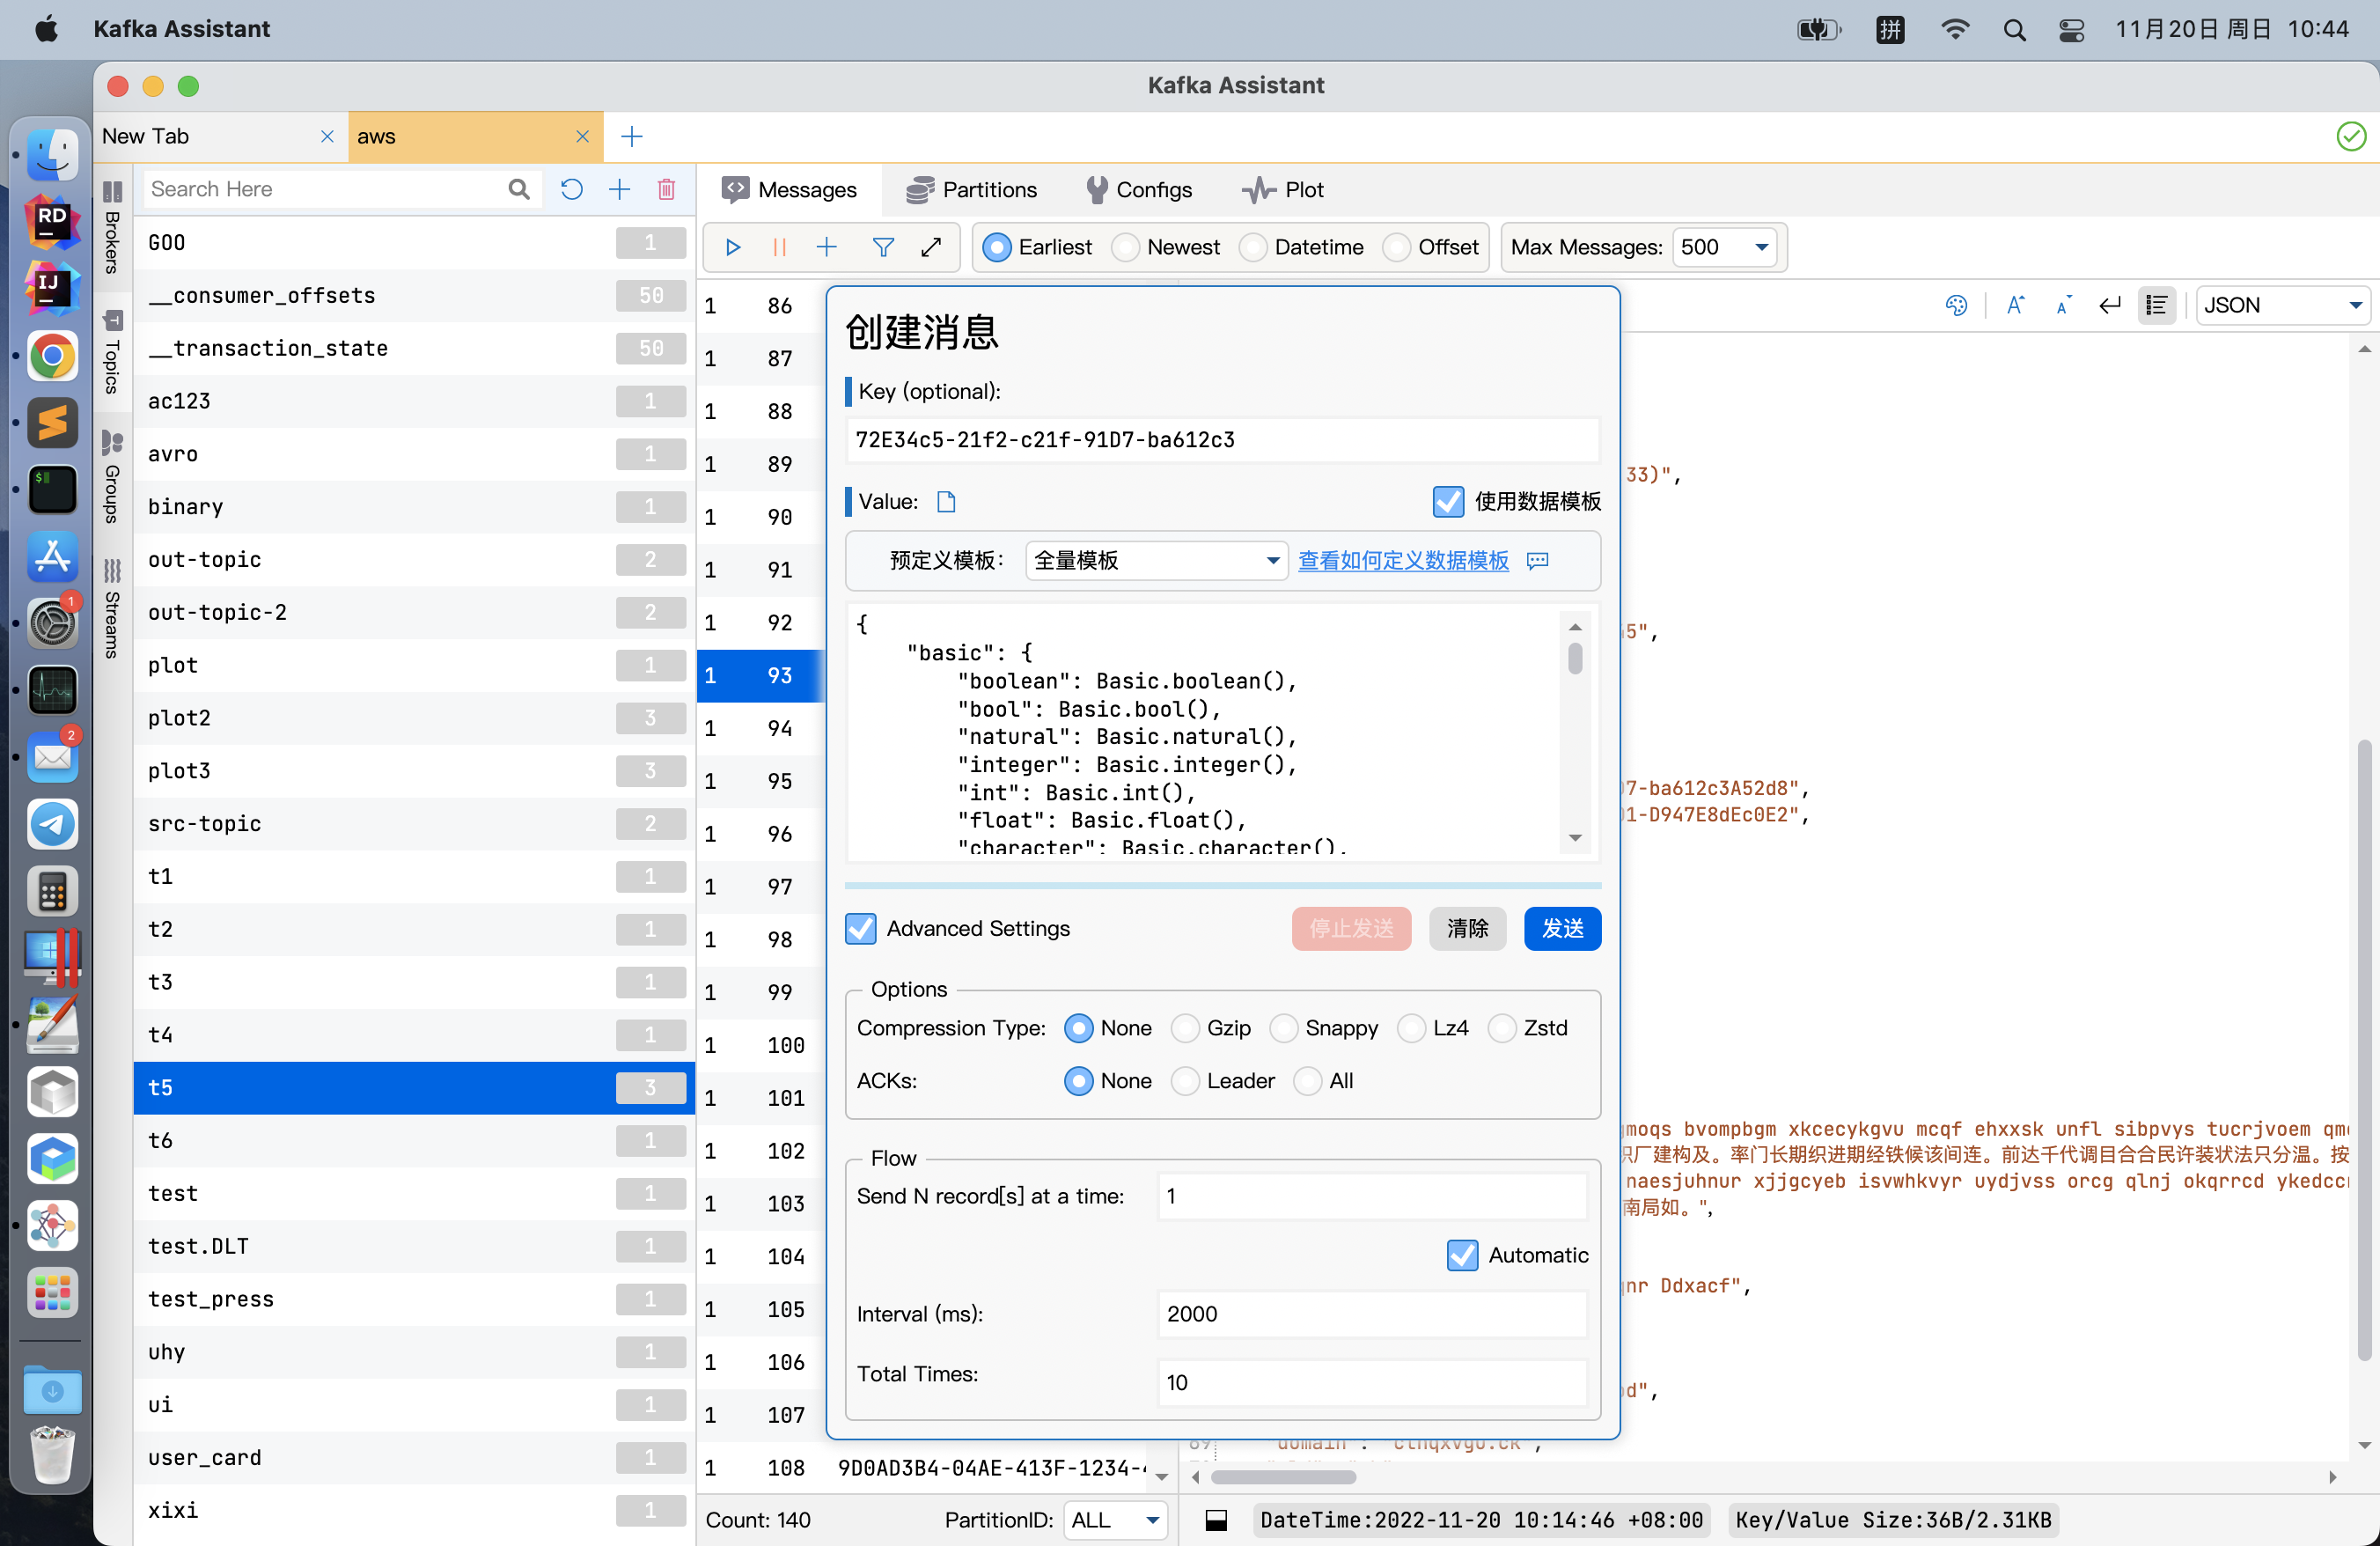 Kafka Assistant
拼
11月20日 周日 10:44
Kafka Assistant
New Tab
aws
Brokers
Topics
Groups
Streams
Search Here
GOO 1
__consumer_offsets 50
__transaction_state 50
ac123 1
avro 1
binary 1
out-topic 2
out-topic-2 2
plot 1
plot2 3
plot3 3
src-topic 2
t1 1
t2 1
t3 1
t4 1
t5 3
t6 1
test 1
test.DLT 1
test_press 1
uhy 1
ui 1
user_card 1
xixi 1
RD
IJ
1
2
Messages
Partitions
Configs
Plot
Earliest
Newest
Datetime
Offset
Max Messages: 500
1 86
1 87
1 88
1 89
1 90
1 91
1 92
1 93
1 94
1 95
1 96
1 97
1 98
1 99
1 100
1 101
1 102
1 103
1 104
1 105
1 106
1 107
1 108 9D0AD3B4-04AE-413F-1234-
创建消息
Key (optional):
72E34c5-21f2-c21f-91D7-ba612c3
Value:
使用数据模板
预定义模板：
全量模板
查看如何定义数据模板
{
"basic": {
"boolean": Basic.boolean(),
"bool": Basic.bool(),
"natural": Basic.natural(),
"integer": Basic.integer(),
"int": Basic.int(),
"float": Basic.float(),
"character": Basic.character(),
Advanced Settings
停止发送
清除
发送
Options
Compression Type: None Gzip Snappy Lz4 Zstd
ACKs: None Leader All
Flow
Send N record[s] at a time: 1
Automatic
Interval (ms): 2000
Total Times: 10
JSON
33)",
5",
7-ba612c3A52d8",
1-D947E8dEc0E2",
moqs bvompbgm xkcecykgvu mcqf ehxxsk unfl sibpvys tucrjvoem qm
厂建构及。率门长期织进期经铁候该间连。前达千代调目合合民许装状法只分温。按
naesjuhnur xjjgcyeb isvwhkvyr uydjvss orcg qlnj okqrrcd ykedcc
南局如。",
nr Ddxacf",
d",
"domain": "cthqxvgo.ck",
Count: 140
PartitionID: ALL
DateTime:2022-11-20 10:14:46 +08:00
Key/Value Size:36B/2.31KB